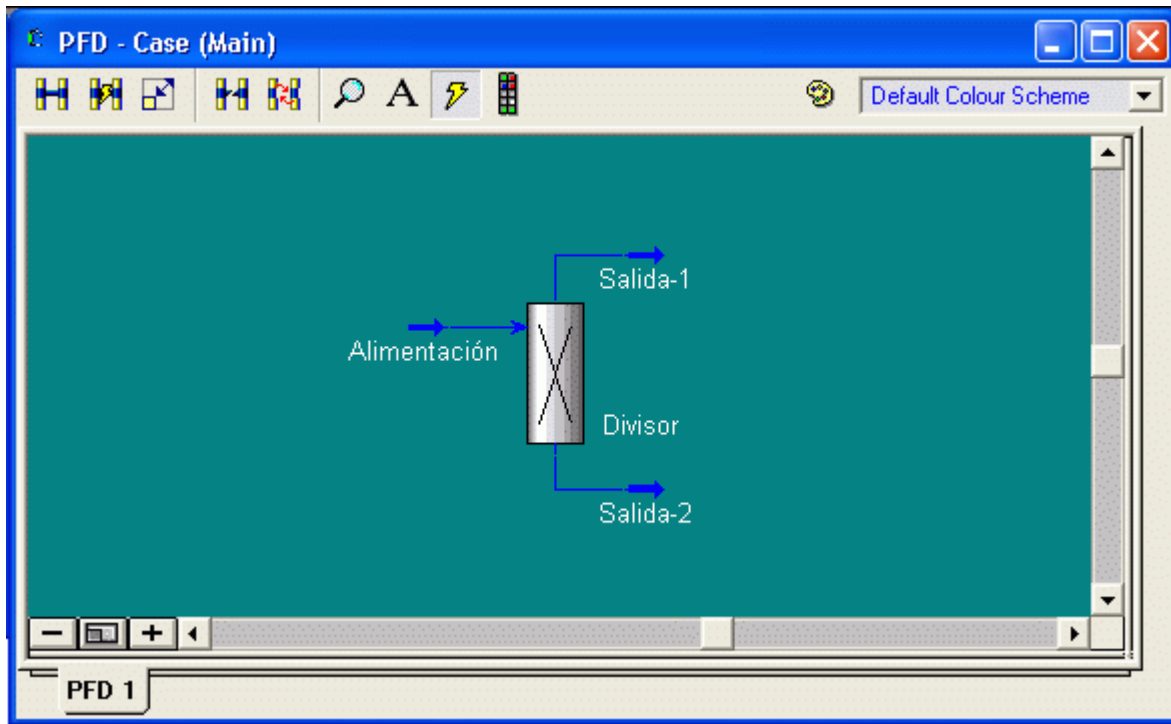 PFD - Case (Main)
A
Default Colour Scheme
Salida-1
Alimentación
Divisor
Salida-2
PFD 1